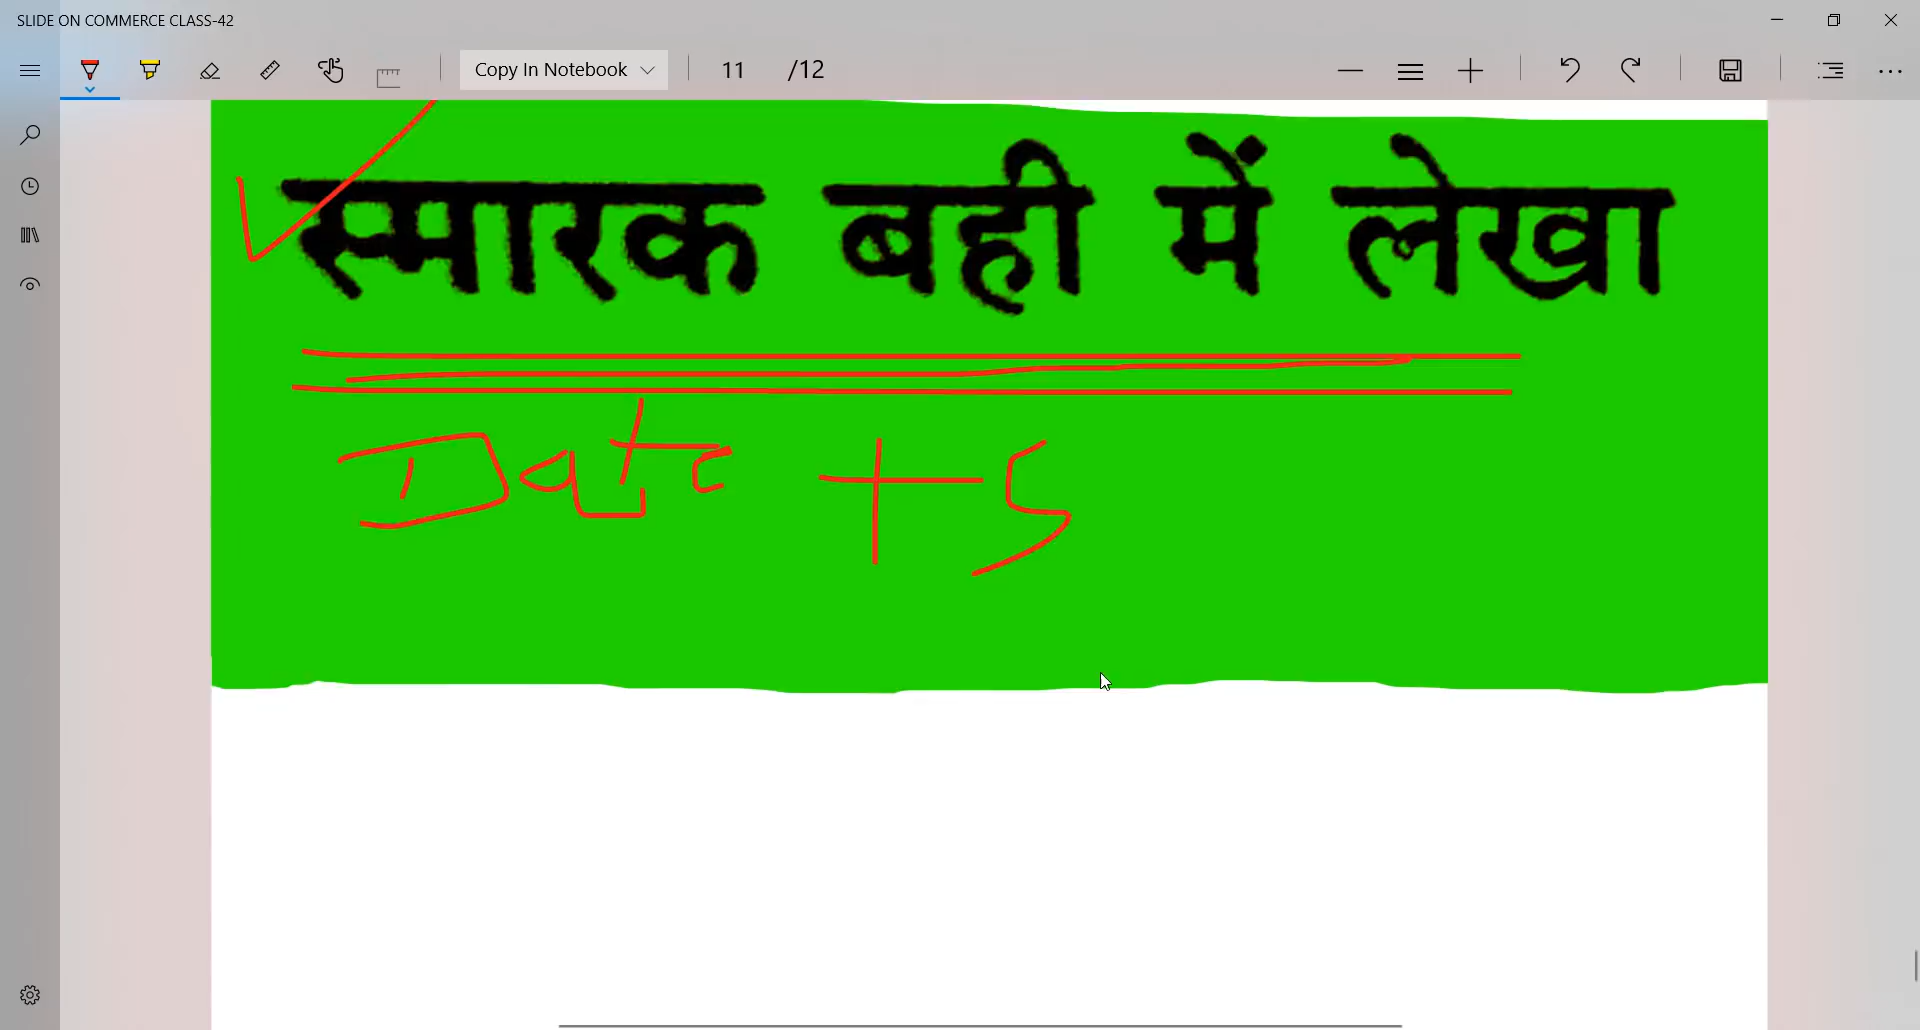 SLIDE ON COMMERCE CLASS-42
Copy In Notebook 11 /12
स्मारक बही में लेखा
Date + 5